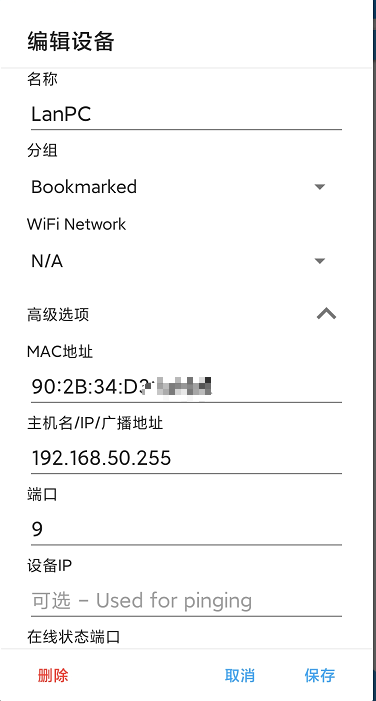 编辑设备
名称
LanPC
分组
Bookmarked
WiFi Network
N/A
高级选项
MAC地址
90:2B:34:D3:
主机名/IP/广播地址
192.168.50.255
端口
9
设备IP
可选 – Used for pinging
在线状态端口
删除 取消 保存